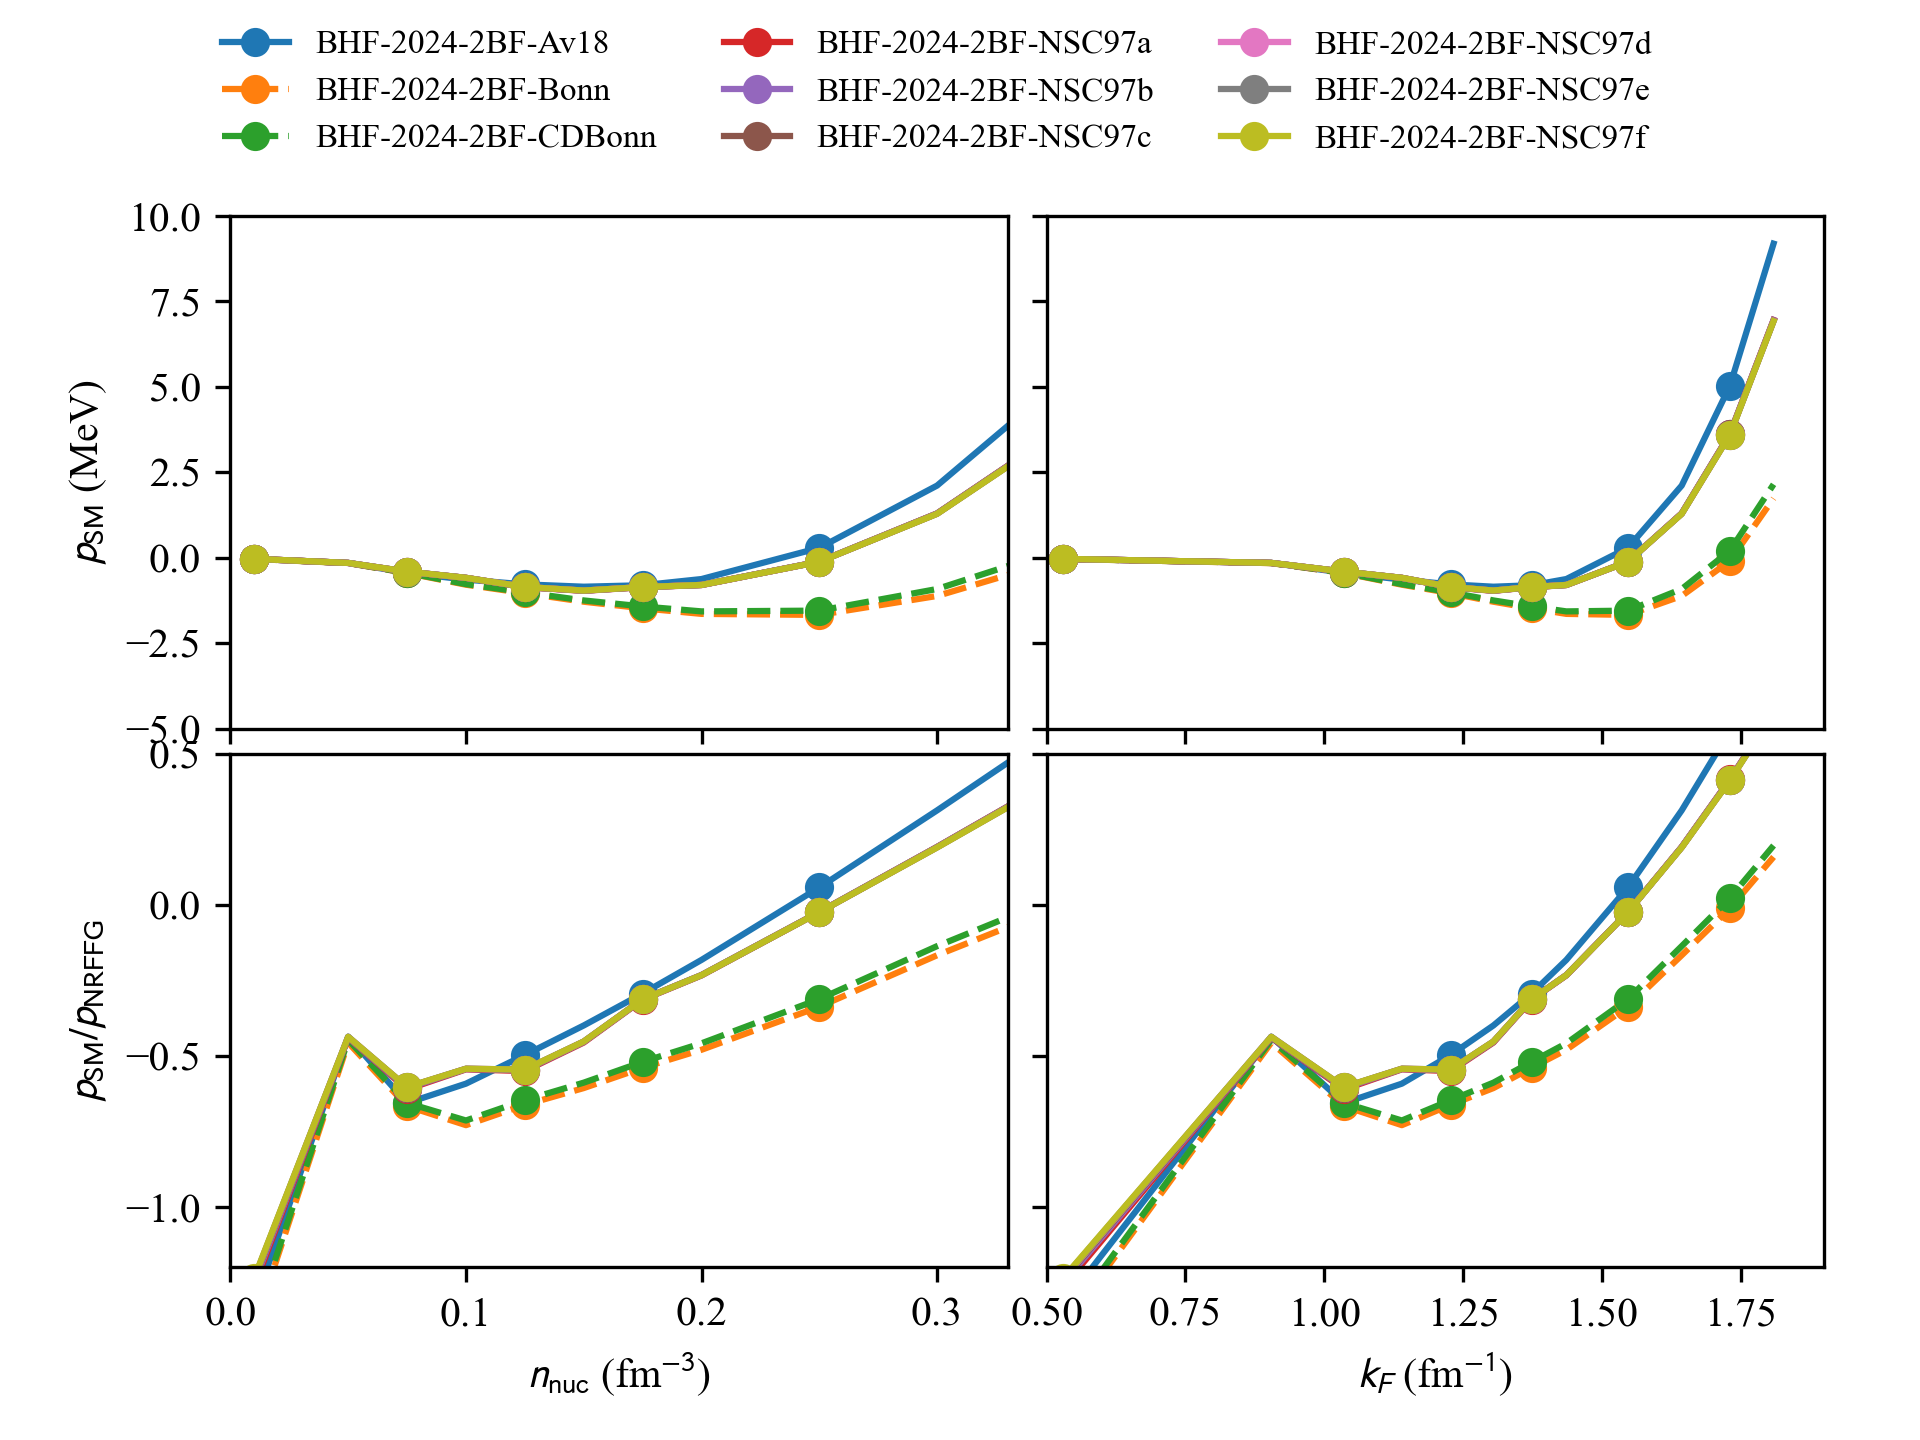 BHF-2024-2BF-Av18
BHF-2024-2BF-Bonn
BHF-2024-2BF-CDBonn
BHF-2024-2BF-NSC97a
BHF-2024-2BF-NSC97b
BHF-2024-2BF-NSC97c
BHF-2024-2BF-NSC97d
BHF-2024-2BF-NSC97e
BHF-2024-2BF-NSC97f
10.0
7.5
5.0
2.5
0.0
−2.5
−5.0
p_SM (MeV)
0.5
0.0
−0.5
−1.0
p_SM/p_NRFFG
0.0 0.1 0.2 0.3
n_nuc (fm⁻³)
0.50 0.75 1.00 1.25 1.50 1.75
k_F (fm⁻¹)